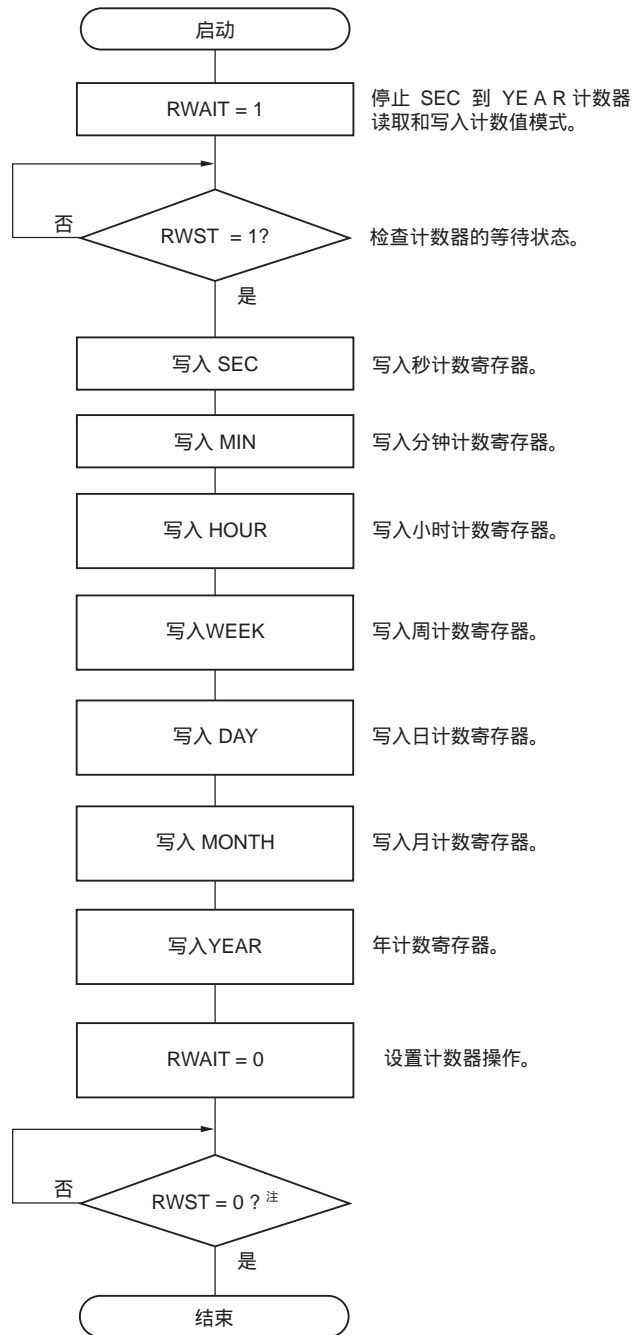 启动
RWAIT = 1
停止 SEC 到 YEAR 计数器
读取和写入计数值模式。
否
RWST = 1?
检查计数器的等待状态。
是
写入 SEC
写入秒计数寄存器。
写入 MIN
写入分钟计数寄存器。
写入 HOUR
写入小时计数寄存器。
写入WEEK
写入周计数寄存器。
写入 DAY
写入日计数寄存器。
写入 MONTH
写入月计数寄存器。
写入YEAR
年计数寄存器。
RWAIT = 0
设置计数器操作。
否
RWST = 0 ? 注
是
结束